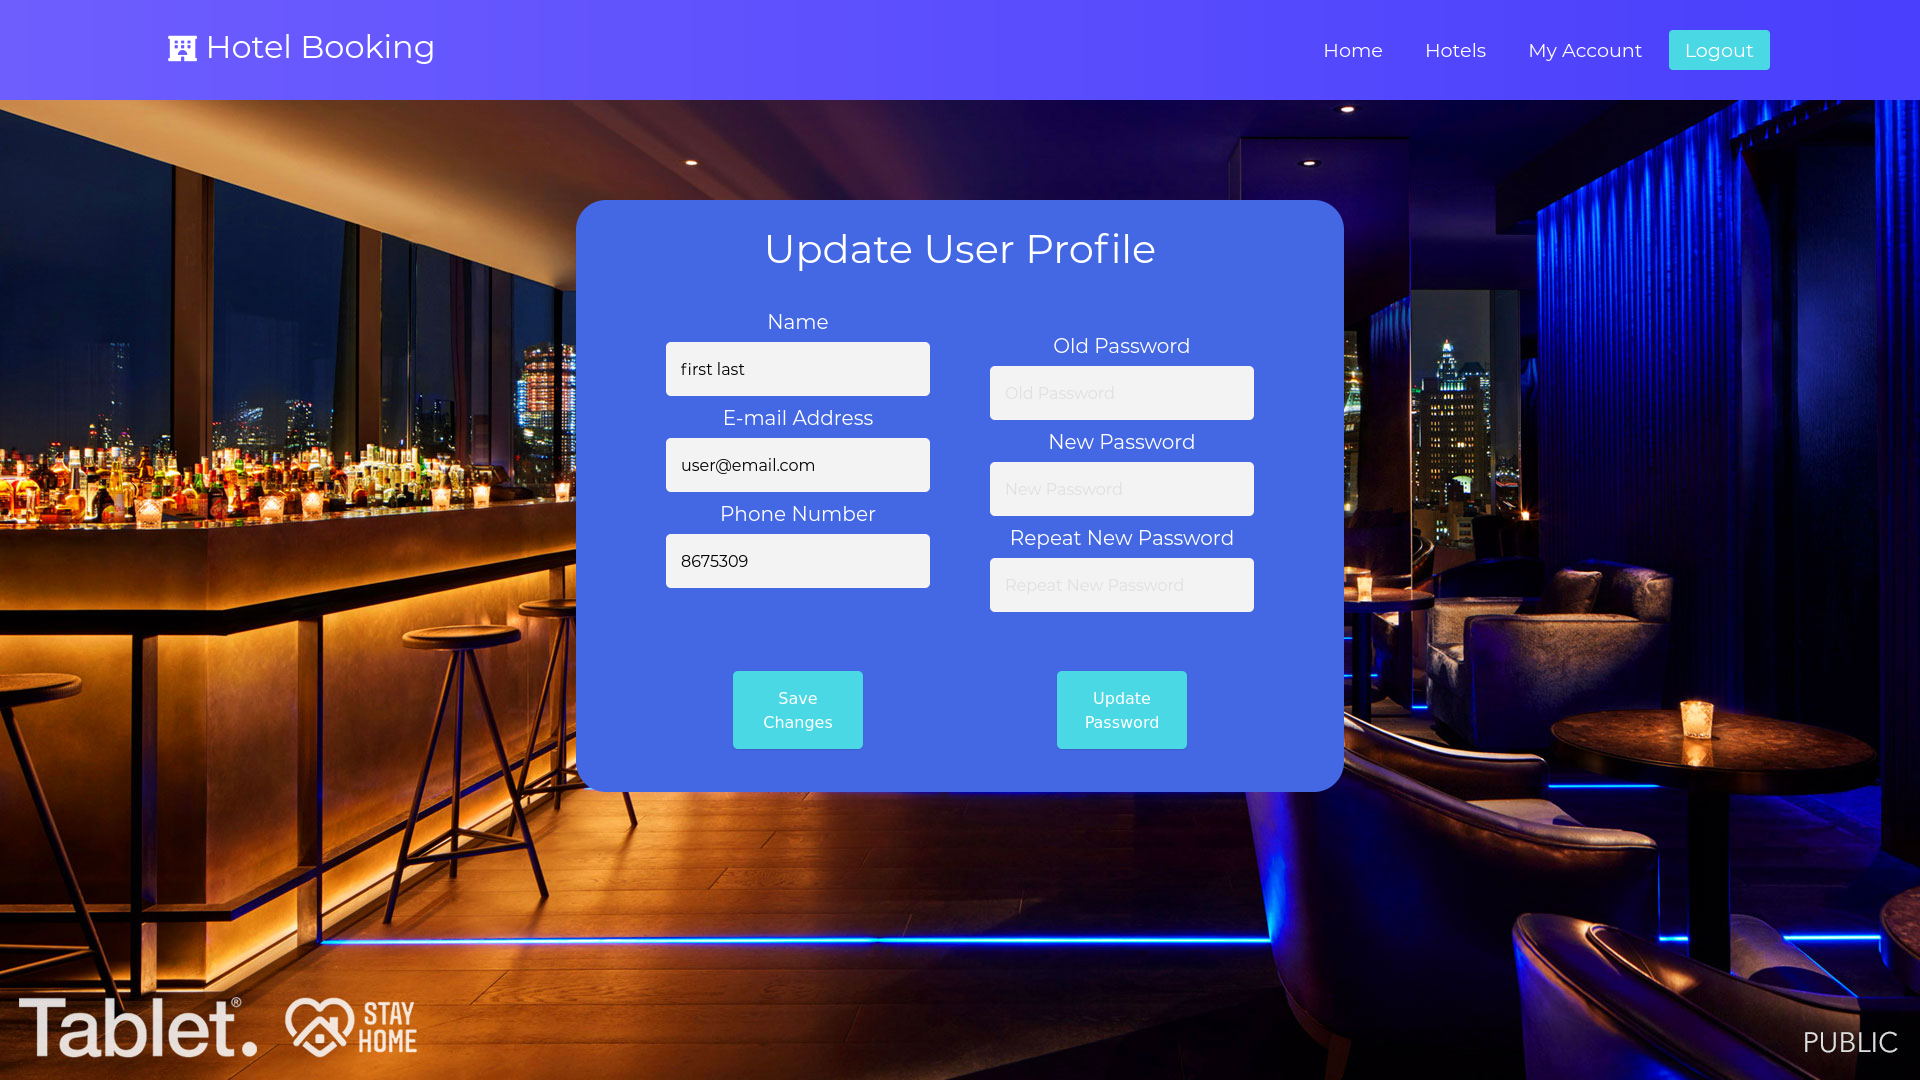 Hotel Booking
Home
Hotels
My Account
Logout
Update User Profile
Name
first last
E-mail Address
user@email.com
Phone Number
8675309
Old Password
Old Password
New Password
New Password
Repeat New Password
Repeat New Password
Save
Changes
Update
Password
Tablet.®
STAY
HOME
PUBLIC